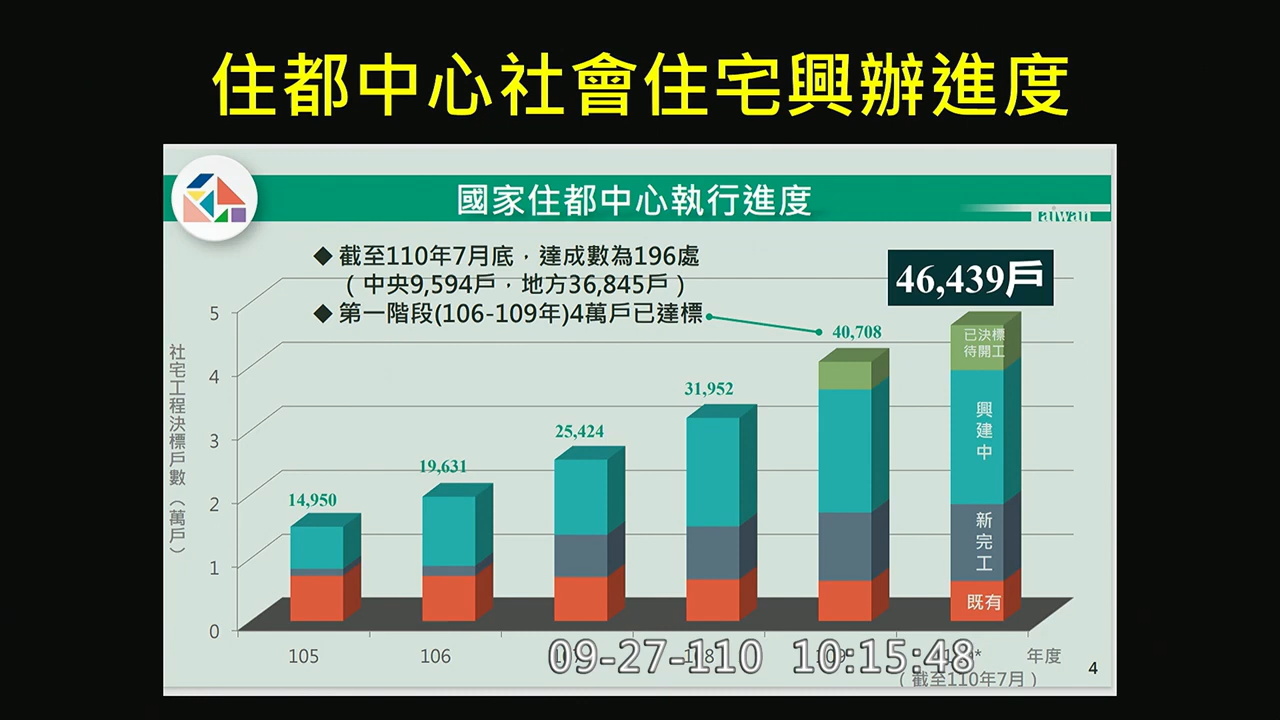 住都中心社會住宅興辦進度
國家住都中心執行進度
Taiwan
◆ 截至110年7月底，達成數為196處
（中央9,594戶，地方36,845戶）
◆ 第一階段(106-109年)4萬戶已達標
46,439戶
40,708
31,952
25,424
19,631
14,950
已決標
待開工
興建中
新完工
既有
社宅工程決標戶數（萬戶）
5
4
3
2
1
0
105
106
108
109
年度
（截至110年7月）
09-27-110 10:15:48
4